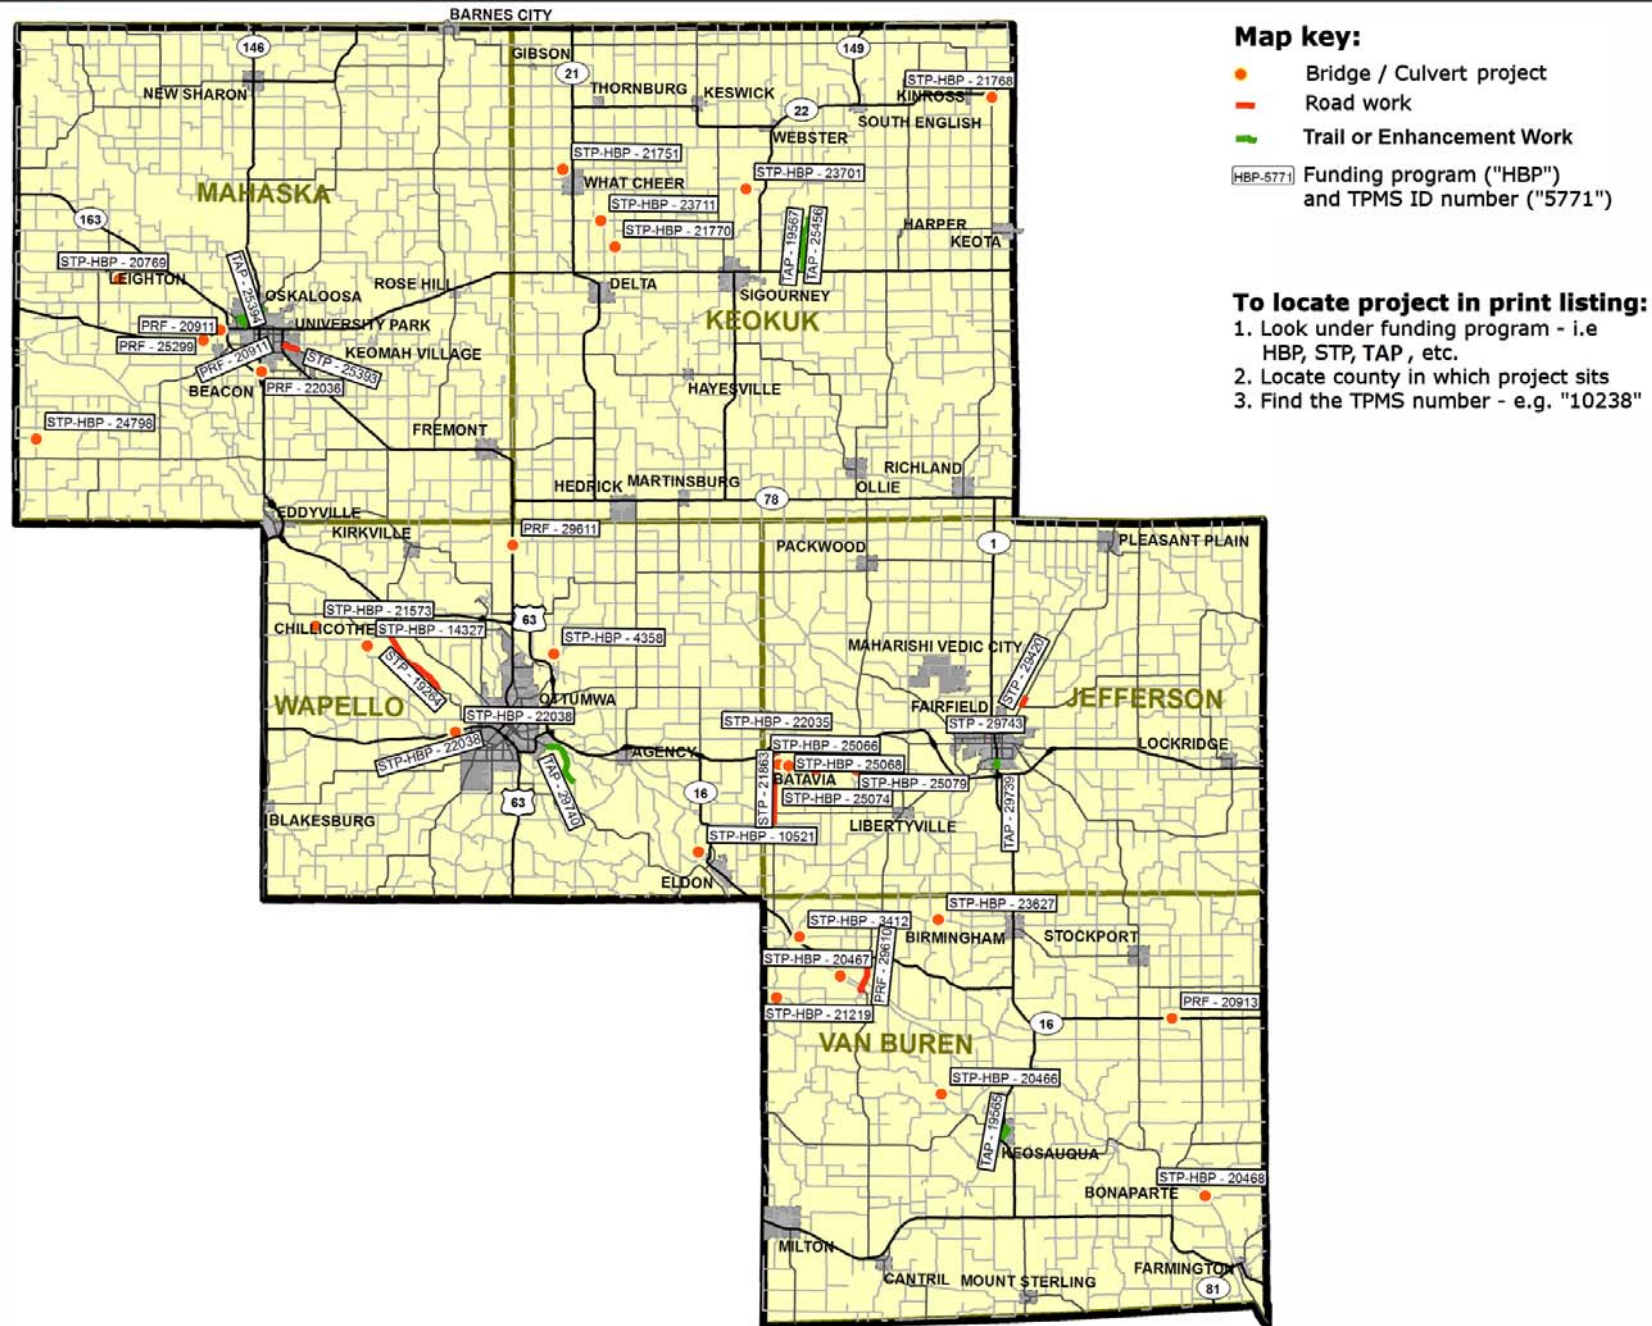 BARNES CITY
146
GIBSON
21
149
NEW SHARON
THORNBURG
KESWICK
22
STP-HBP - 21768
KINROSS
SOUTH ENGLISH
WEBSTER
STP-HBP - 21751
WHAT CHEER
STP-HBP - 23701
MAHASKA
STP-HBP - 23711
STP-HBP - 21770
TAP - 19567
TAP - 25456
HARPER
KEOTA
163
STP-HBP - 20769
LEIGHTON
TAP - 25394
OSKALOOSA
ROSE HILL
DELTA
SIGOURNEY
KEOKUK
PRF - 20911
UNIVERSITY PARK
PRF - 25299
PRF - 20911
KEOMAH VILLAGE
STP - 25393
BEACON
PRF - 22036
HAYESVILLE
STP-HBP - 24798
FREMONT
RICHLAND
HEDRICK
MARTINSBURG
OLLIE
78
EDDYVILLE
KIRKVILLE
PRF - 29611
PACKWOOD
1
PLEASANT PLAIN
STP-HBP - 21573
63
CHILLICOTHE
STP-HBP - 14327
STP-HBP - 4358
STP - 19264
MAHARISHI VEDIC CITY
STP - 29420
WAPELLO
OTTUMWA
JEFFERSON
FAIRFIELD
STP-HBP - 22038
STP-HBP - 22035
STP - 29743
STP-HBP - 22038
AGENCY
STP-HBP - 25066
LOCKRIDGE
STP-HBP - 25068
TAP - 29740
STP - 21863
BATAVIA
STP-HBP - 25079
63
16
STP-HBP - 25074
TAP - 29739
BLAKESBURG
LIBERTYVILLE
STP-HBP - 10521
ELDON
STP-HBP - 23627
STP-HBP - 3412
BIRMINGHAM
STOCKPORT
STP-HBP - 20467
PRF - 29610
STP-HBP - 21219
PRF - 20913
16
VAN BUREN
STP-HBP - 20466
TAP - 19565
KEOSAUQUA
STP-HBP - 20468
BONAPARTE
MILTON
CANTRIL
MOUNT STERLING
FARMINGTON
81
Map key:
Bridge / Culvert project
Road work
Trail or Enhancement Work
HBP-5771
Funding program ("HBP")
and TPMS ID number ("5771")
To locate project in print listing:
1. Look under funding program - i.e
HBP, STP, TAP , etc.
2. Locate county in which project sits
3. Find the TPMS number - e.g. "10238"